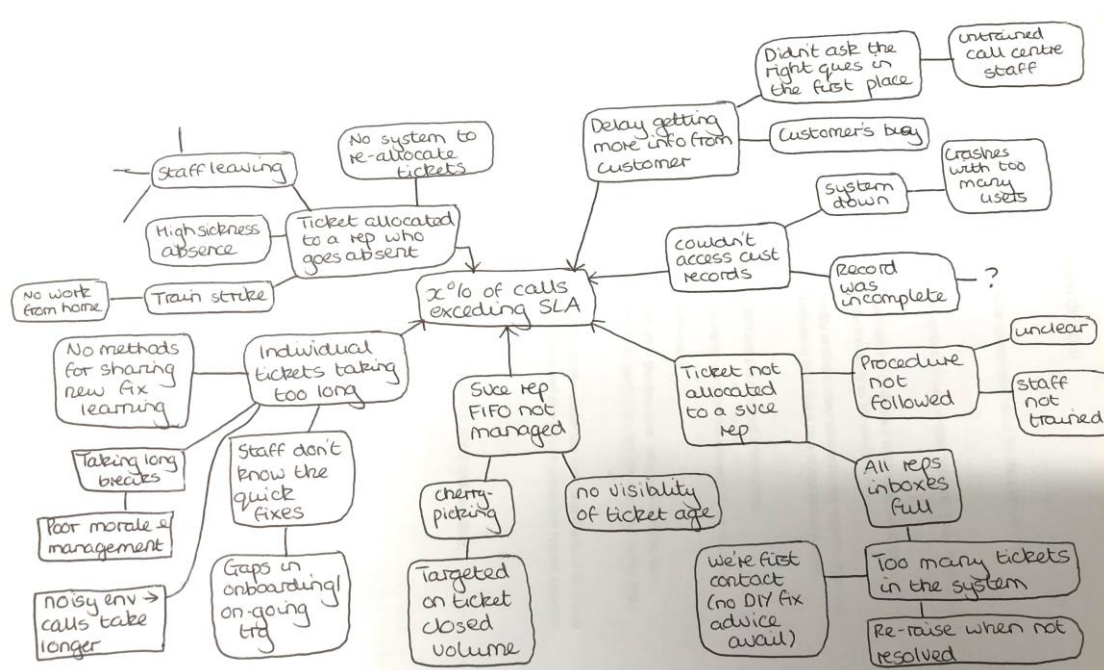 Didn't ask the
right ques in
the first place
untrained
call centre
staff
Delay getting
more info from
customer
Customer's busy
No system to
re-allocate
tickets
Staff leaving
High sickness
absence
Ticket allocated
to a rep who
goes absent
No work
from home
Train strike
system
down
Crashes
with too
many
users
couldn't
access cust
records
Record
was
incomplete
?
x% of calls
exceding SLA
No methods
for sharing
new fix
learning
Individual
tickets taking
too long
Taking long
breaks
Poor morale &
management
noisy env →
calls take
longer
Staff don't
know the
quick
fixes
Gaps in
onboarding/
on-going
trg
Svce rep
FIFO not
managed
cherry-
picking
Targeted
on ticket
closed
volume
no visibility
of ticket age
Ticket not
allocated
to a svce
rep
Procedure
not
followed
unclear
staff
not
trained
All reps
inboxes
full
Too many tickets
in the system
We're first
contact
(no DIY fix
advice
avail)
Re-raise when not
resolved